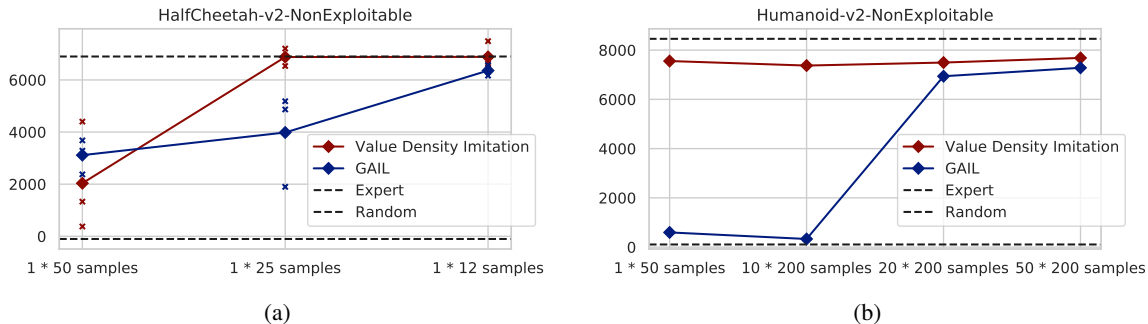 HalfCheetah-v2-NonExploitable
6000
4000
2000
0
Value Density Imitation
GAIL
Expert
Random
1 * 50 samples
1 * 25 samples
1 * 12 samples
(a)
Humanoid-v2-NonExploitable
8000
6000
4000
2000
0
Value Density Imitation
GAIL
Expert
Random
1 * 50 samples
10 * 200 samples
20 * 200 samples
50 * 200 samples
(b)